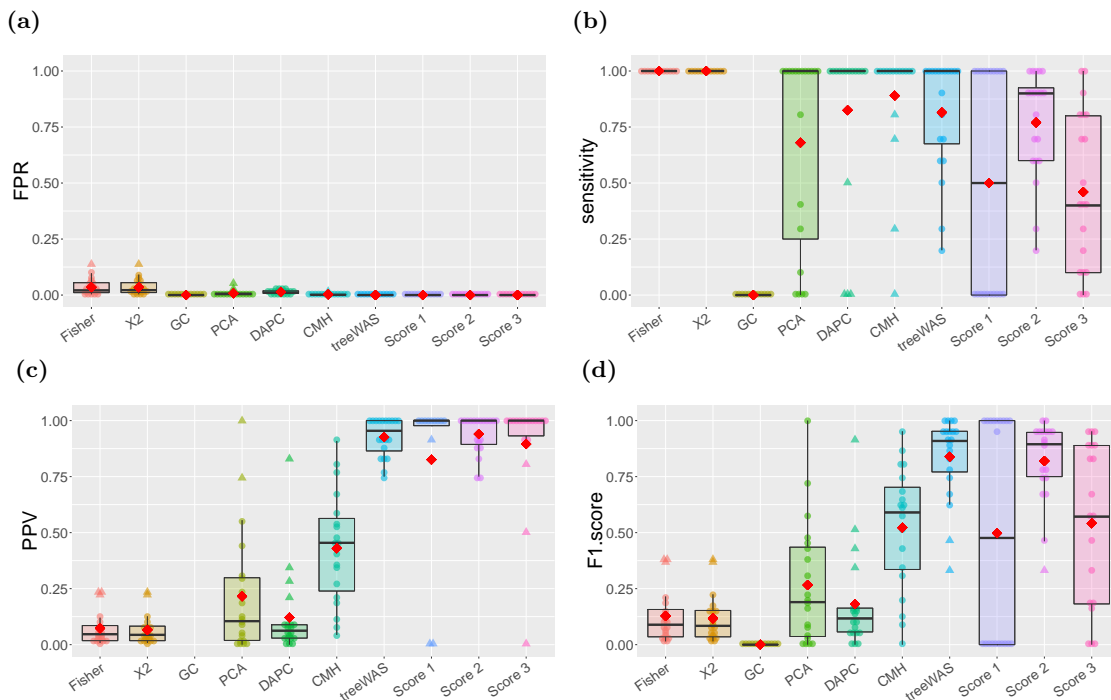 (a)
FPR
1.00
0.75
0.50
0.25
0.00
Fisher
X2
GC
PCA
DAPC
CMH
treeWAS
Score 1
Score 2
Score 3
(b)
sensitivity
1.00
0.75
0.50
0.25
0.00
Fisher
X2
GC
PCA
DAPC
CMH
treeWAS
Score 1
Score 2
Score 3
(c)
PPV
1.00
0.75
0.50
0.25
0.00
Fisher
X2
GC
PCA
DAPC
CMH
treeWAS
Score 1
Score 2
Score 3
(d)
F1.score
1.00
0.75
0.50
0.25
0.00
Fisher
X2
GC
PCA
DAPC
CMH
treeWAS
Score 1
Score 2
Score 3